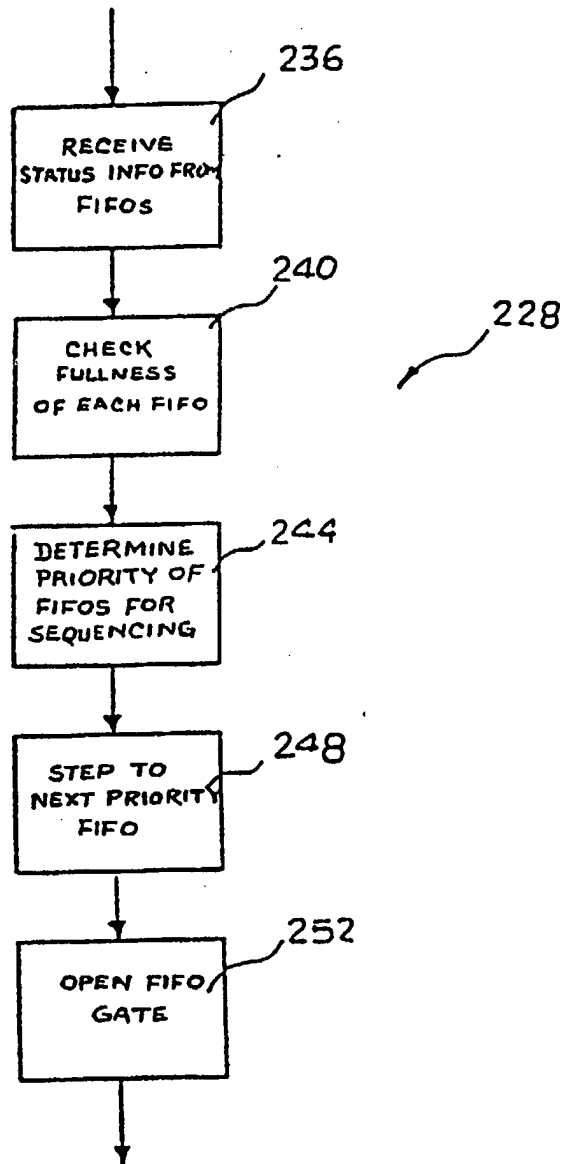 236
RECEIVE
STATUS INFO FROM
FIFOS
240
CHECK
FULLNESS
OF EACH FIFO
228
244
DETERMINE
PRIORITY OF
FIFOS FOR
SEQUENCING
248
STEP TO
NEXT PRIORITY
FIFO
252
OPEN FIFO
GATE